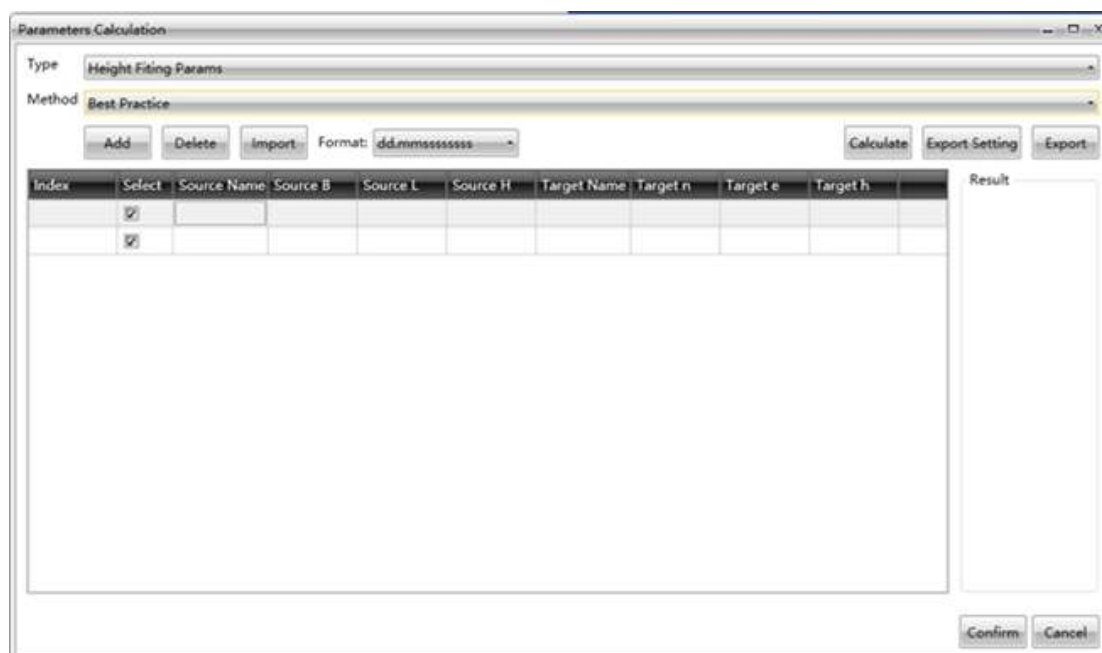 Parameters Calculation
Type Height Fiting Params
Method Best Practice
Add Delete Import Format: dd.mmssssssss Calculate Export Setting Export
Index Select Source Name Source B Source L Source H Target Name Target n Target e Target h Result
Confirm Cancel